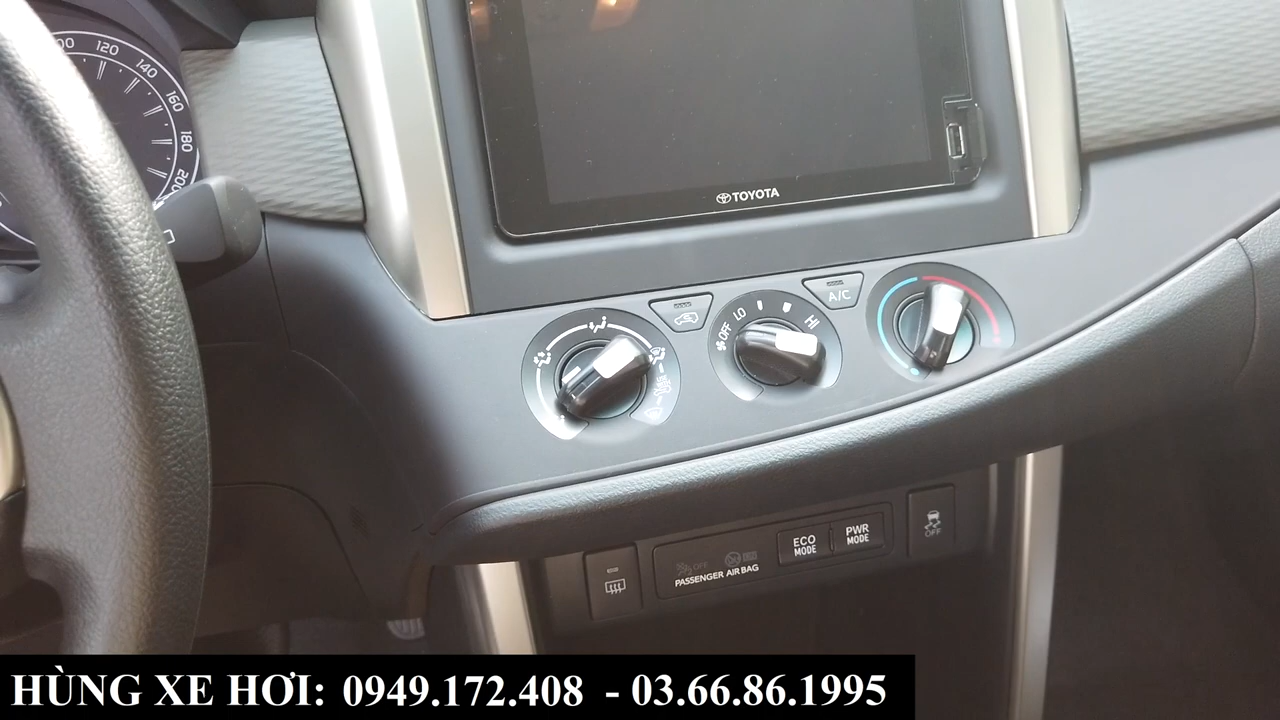 120
140
160
180
200
TOYOTA
OFF
LO
HI
A/C
OFF
PASSENGER AIR BAG
ECO
MODE
PWR
MODE
OFF
HÙNG XE HƠI: 0949.172.408 - 03.66.86.1995